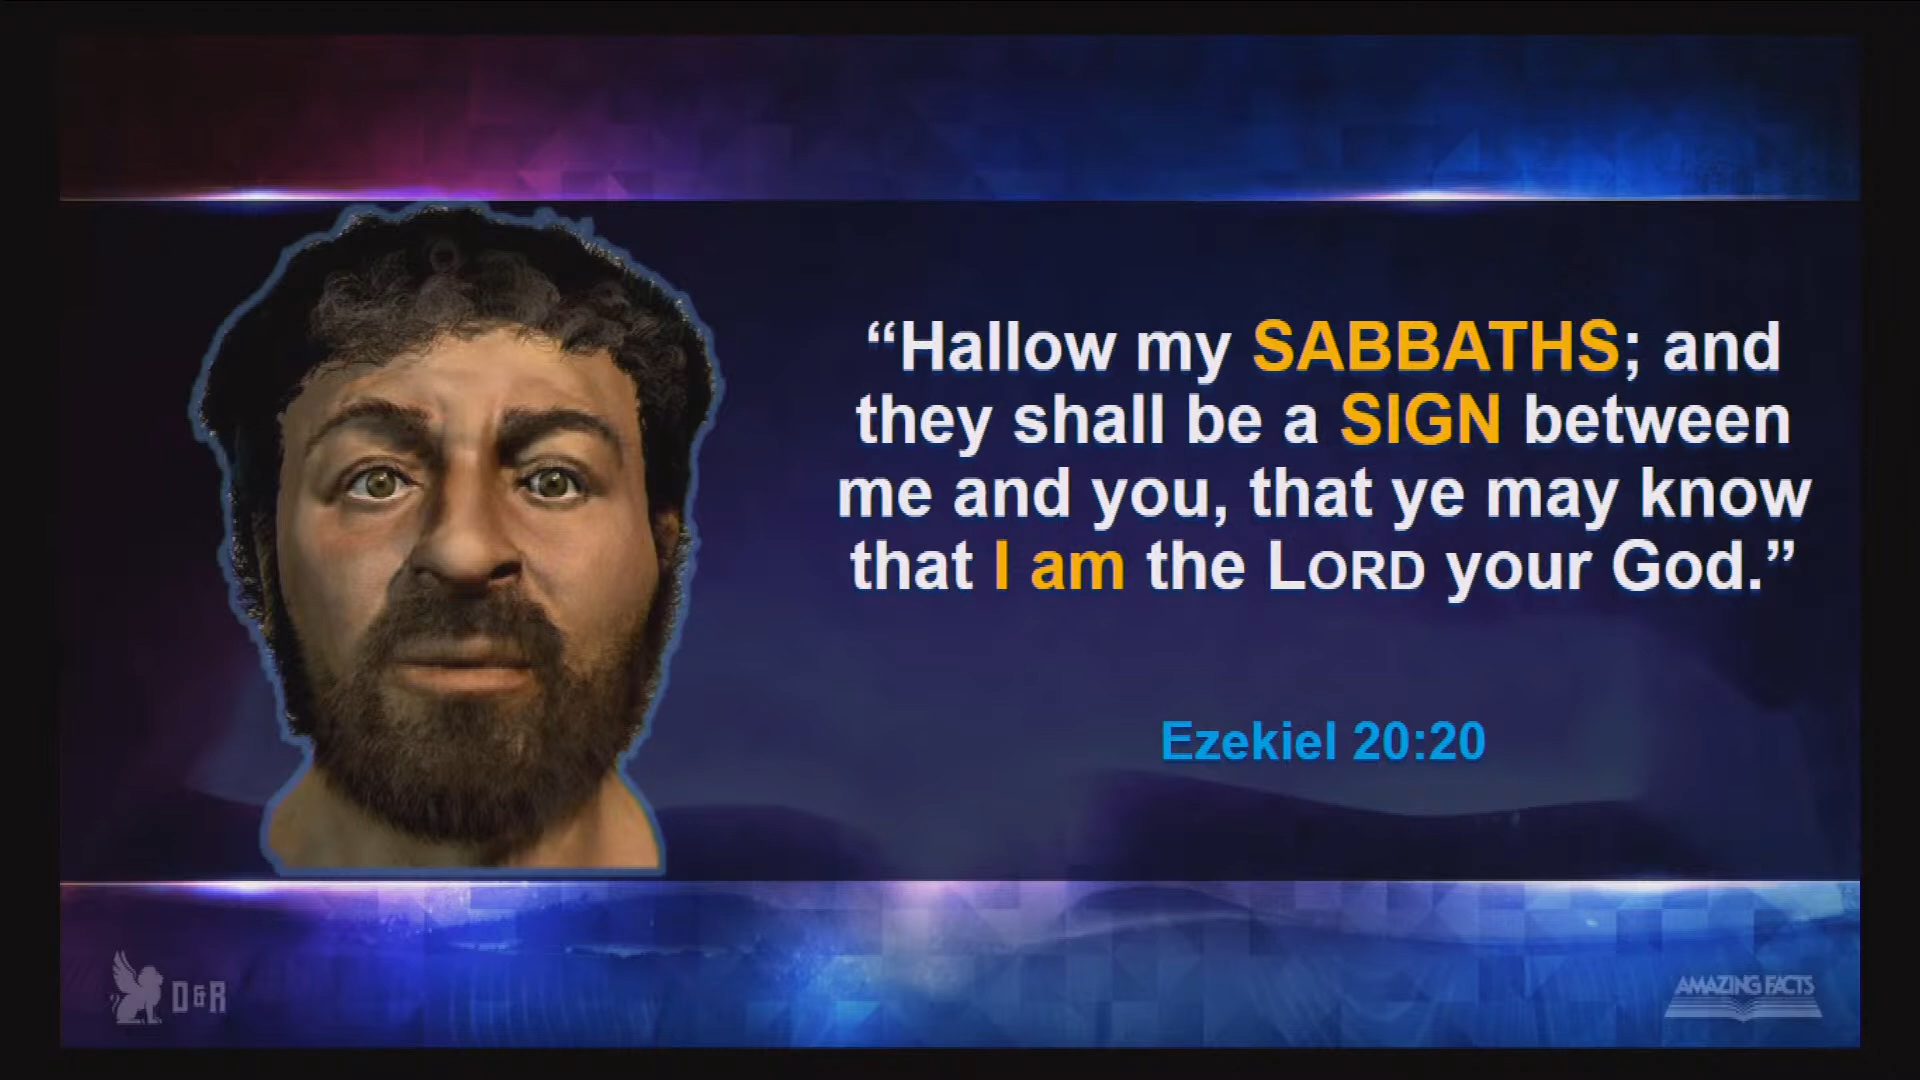 “Hallow my SABBATHS; and
they shall be a SIGN between
me and you, that ye may know
that I am the LORD your God.”
Ezekiel 20:20
D&R
AMAZING FACTS